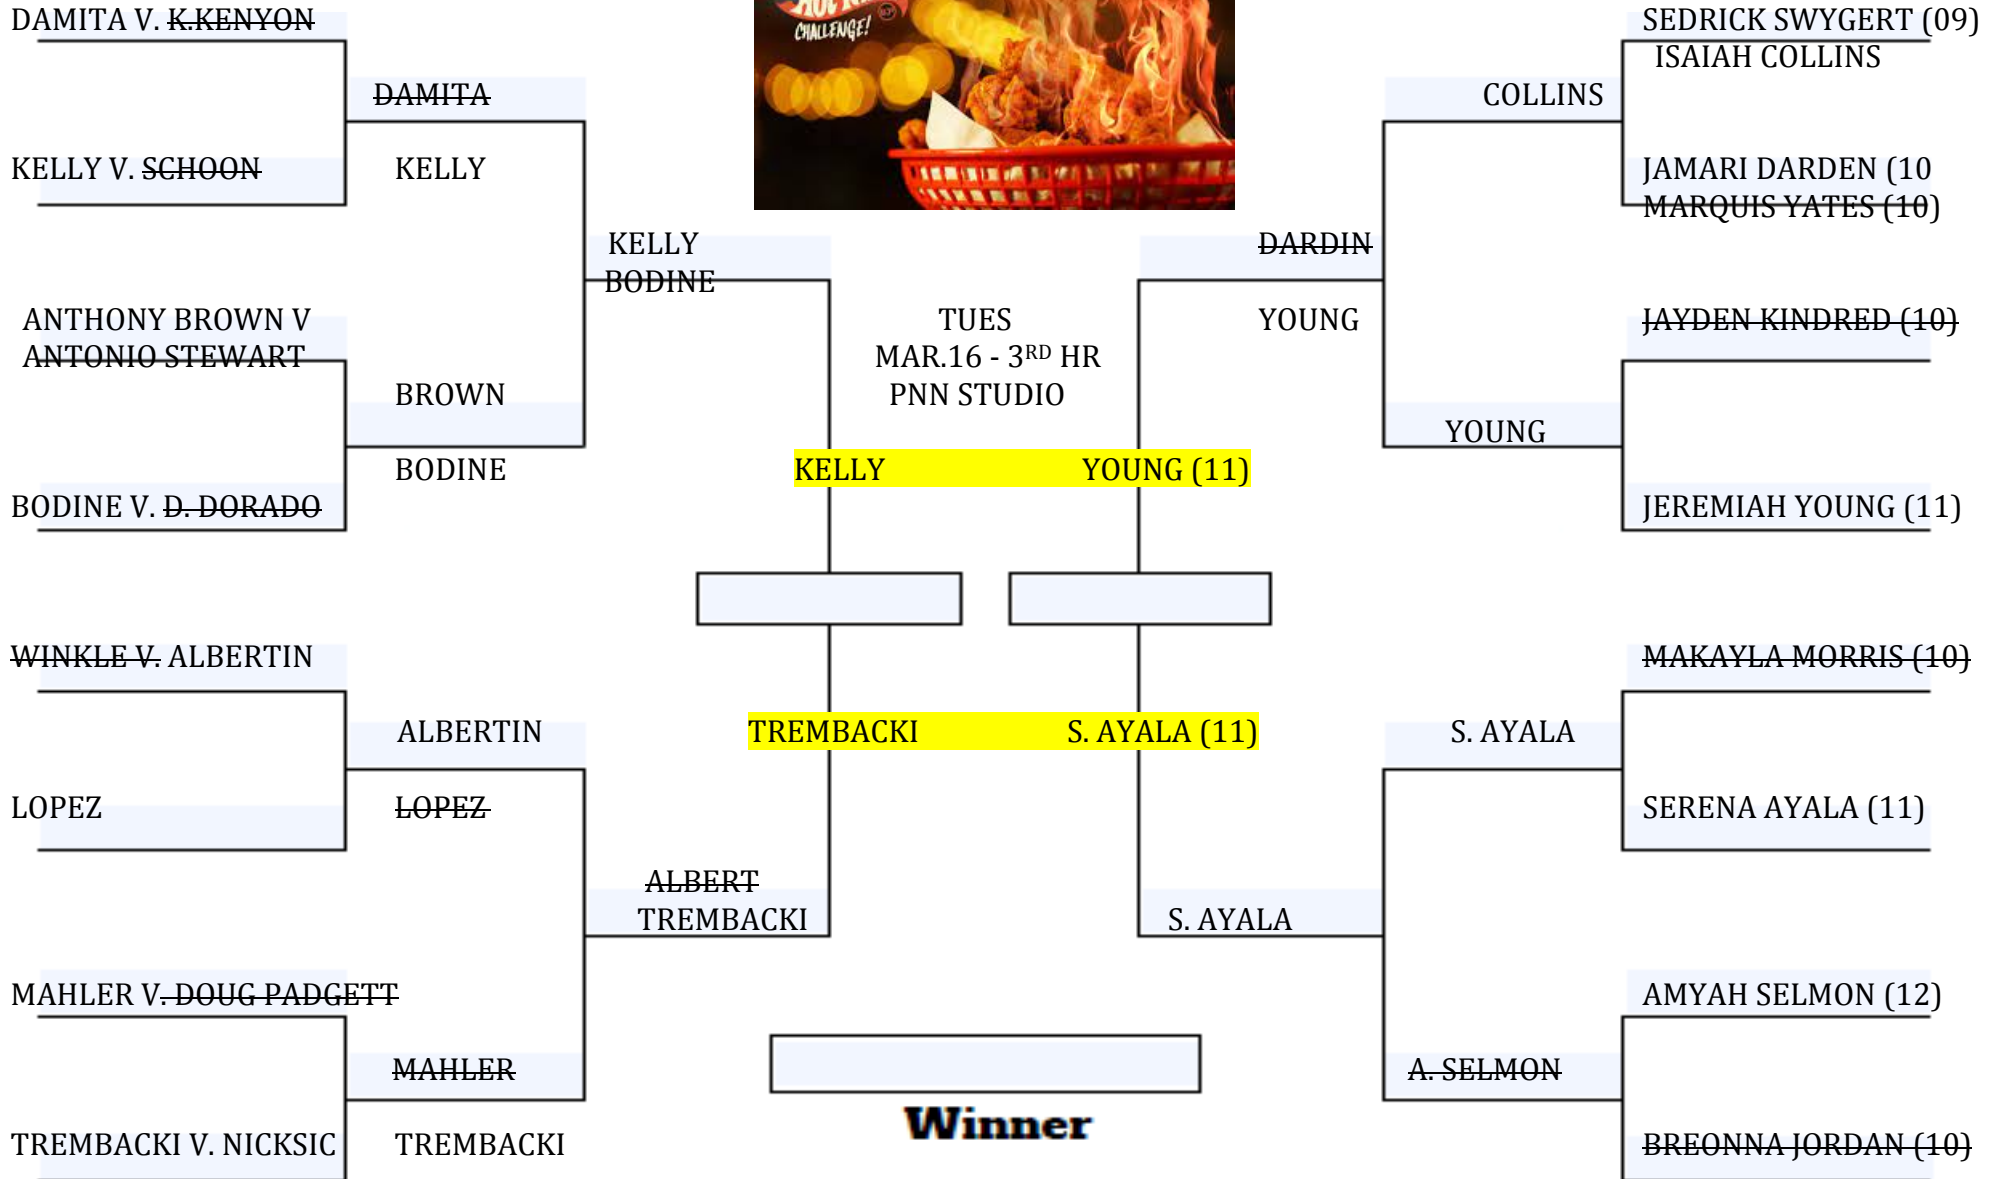 DAMITA V. K.KENYON
DAMITA
KELLY V. SCHOON
KELLY
KELLY
BODINE
ANTHONY BROWN V
ANTONIO STEWART
BROWN
BODINE
BODINE V. D. DORADO
WINKLE V. ALBERTIN
ALBERTIN
LOPEZ
LOPEZ
ALBERT
TREMBACKI
MAHLER V. DOUG PADGETT
MAHLER
TREMBACKI V. NICKSIC
TREMBACKI
CHALLENGE!
TUES
MAR.16 - 3RD HR
PNN STUDIO
KELLY YOUNG (11)
TREMBACKI S. AYALA (11)
Winner
SEDRICK SWYGERT (09)
ISAIAH COLLINS
COLLINS
JAMARI DARDEN (10
MARQUIS YATES (10)
DARDIN
YOUNG
JAYDEN KINDRED (10)
YOUNG
JEREMIAH YOUNG (11)
MAKAYLA MORRIS (10)
S. AYALA
SERENA AYALA (11)
S. AYALA
AMYAH SELMON (12)
A. SELMON
BREONNA JORDAN (10)